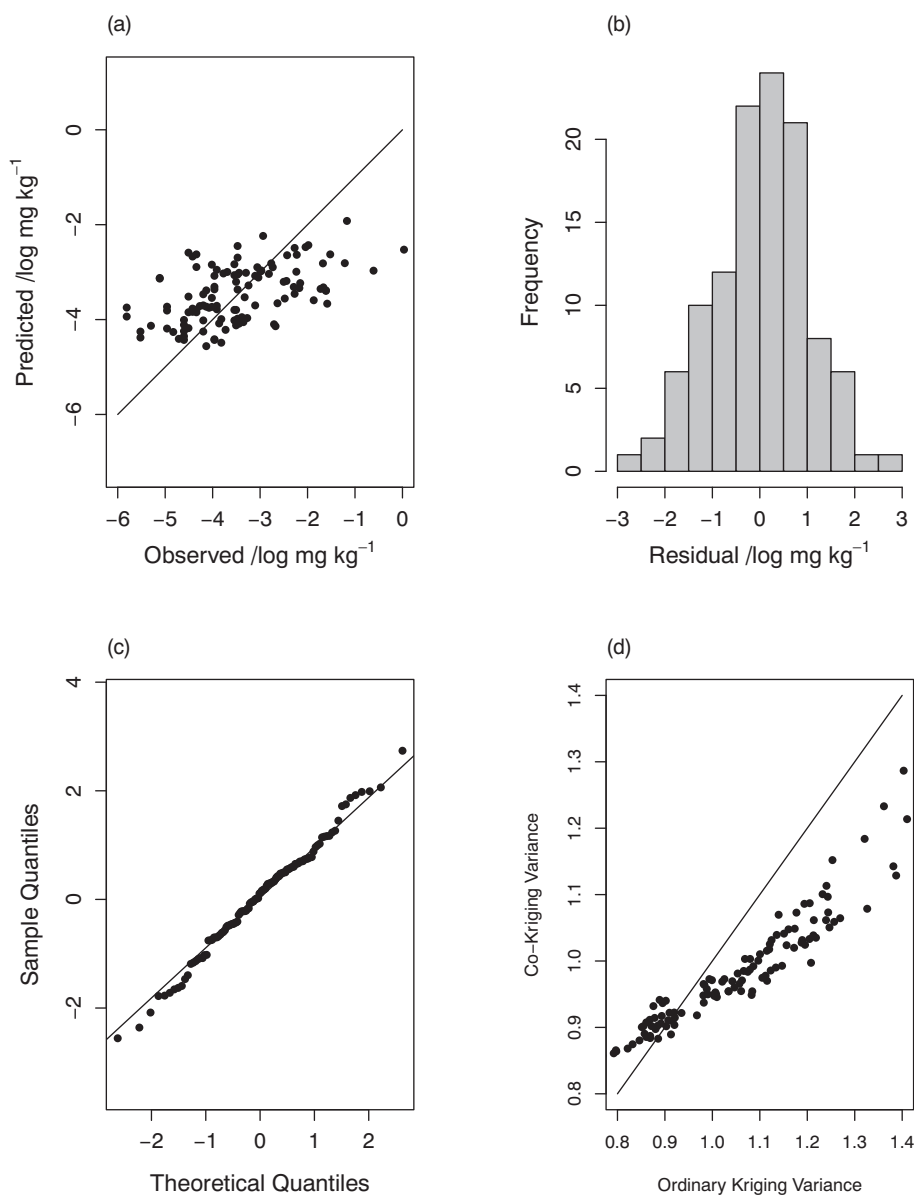 (a)
0
−2
−4
−6
Predicted /log mg kg⁻¹
−6 −5 −4 −3 −2 −1 0
Observed /log mg kg⁻¹
(b)
20
15
10
5
0
Frequency
−3 −2 −1 0 1 2 3
Residual /log mg kg⁻¹
(c)
4
2
0
−2
Sample Quantiles
−2 −1 0 1 2
Theoretical Quantiles
(d)
1.4
1.3
1.2
1.1
1.0
0.9
0.8
Co−Kriging Variance
0.8 0.9 1.0 1.1 1.2 1.3 1.4
Ordinary Kriging Variance